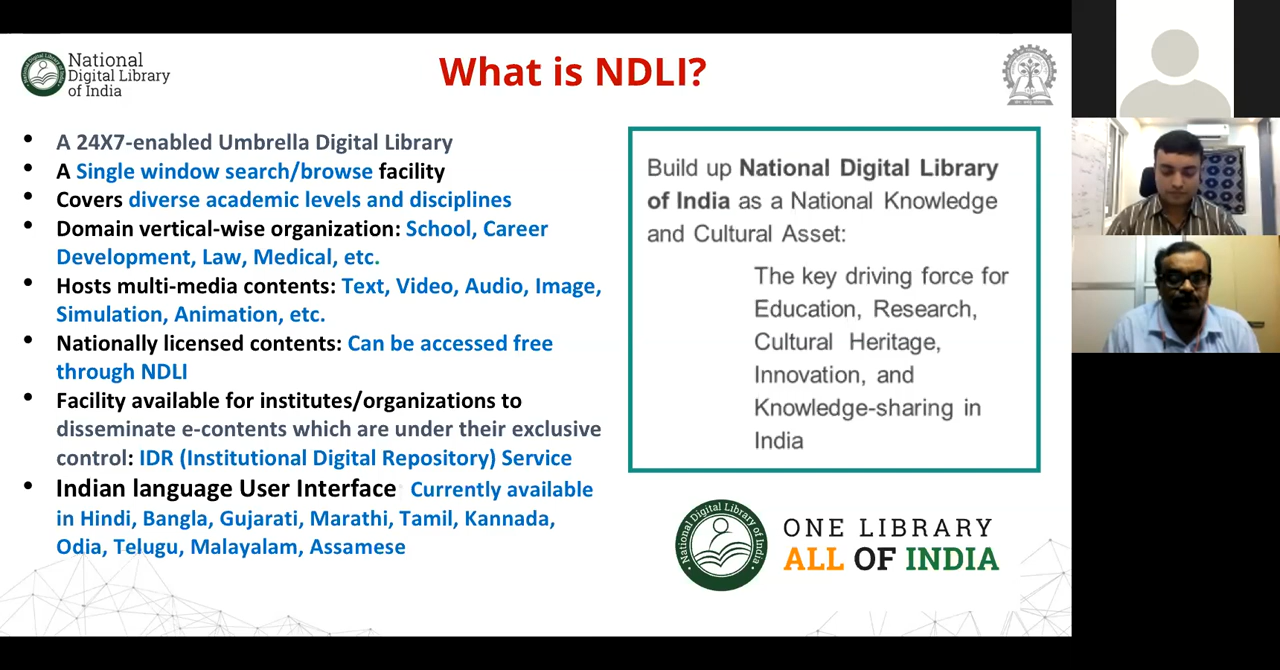 National
Digital Library
of India
What is NDLI?
• A 24X7-enabled Umbrella Digital Library
• A Single window search/browse facility
• Covers diverse academic levels and disciplines
• Domain vertical-wise organization: School, Career
Development, Law, Medical, etc.
• Hosts multi-media contents: Text, Video, Audio, Image,
Simulation, Animation, etc.
• Nationally licensed contents: Can be accessed free
through NDLI
• Facility available for institutes/organizations to
disseminate e-contents which are under their exclusive
control: IDR (Institutional Digital Repository) Service
• Indian language User Interface Currently available
in Hindi, Bangla, Gujarati, Marathi, Tamil, Kannada,
Odia, Telugu, Malayalam, Assamese
Build up National Digital Library
of India as a National Knowledge
and Cultural Asset:
The key driving force for
Education, Research,
Cultural Heritage,
Innovation, and
Knowledge-sharing in
India
National Digital Library of India
ONE LIBRARY
ALL OF INDIA